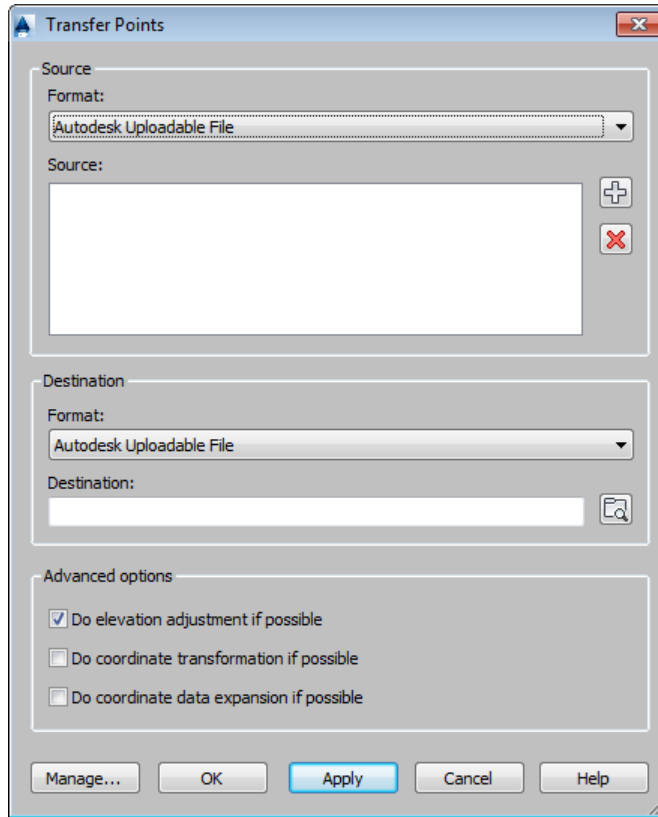 Transfer Points
Source
Format:
Autodesk Uploadable File
Source:
Destination
Format:
Autodesk Uploadable File
Destination:
Advanced options
Do elevation adjustment if possible
Do coordinate transformation if possible
Do coordinate data expansion if possible
Manage... OK Apply Cancel Help